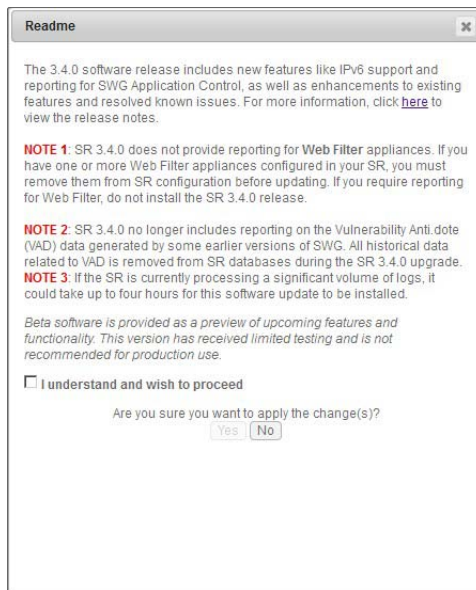 Readme
The 3.4.0 software release includes new features like IPv6 support and
reporting for SWG Application Control, as well as enhancements to existing
features and resolved known issues. For more information, click here to
view the release notes.
NOTE 1: SR 3.4.0 does not provide reporting for Web Filter appliances. If you
have one or more Web Filter appliances configured in your SR, you must
remove them from SR configuration before updating. If you require reporting
for Web Filter, do not install the SR 3.4.0 release.
NOTE 2: SR 3.4.0 no longer includes reporting on the Vulnerability Anti.dote
(VAD) data generated by some earlier versions of SWG. All historical data
related to VAD is removed from SR databases during the SR 3.4.0 upgrade.
NOTE 3: If the SR is currently processing a significant volume of logs, it
could take up to four hours for this software update to be installed.
Beta software is provided as a preview of upcoming features and
functionality. This version has received limited testing and is not
recommended for production use.
I understand and wish to proceed
Are you sure you want to apply the change(s)?
Yes No